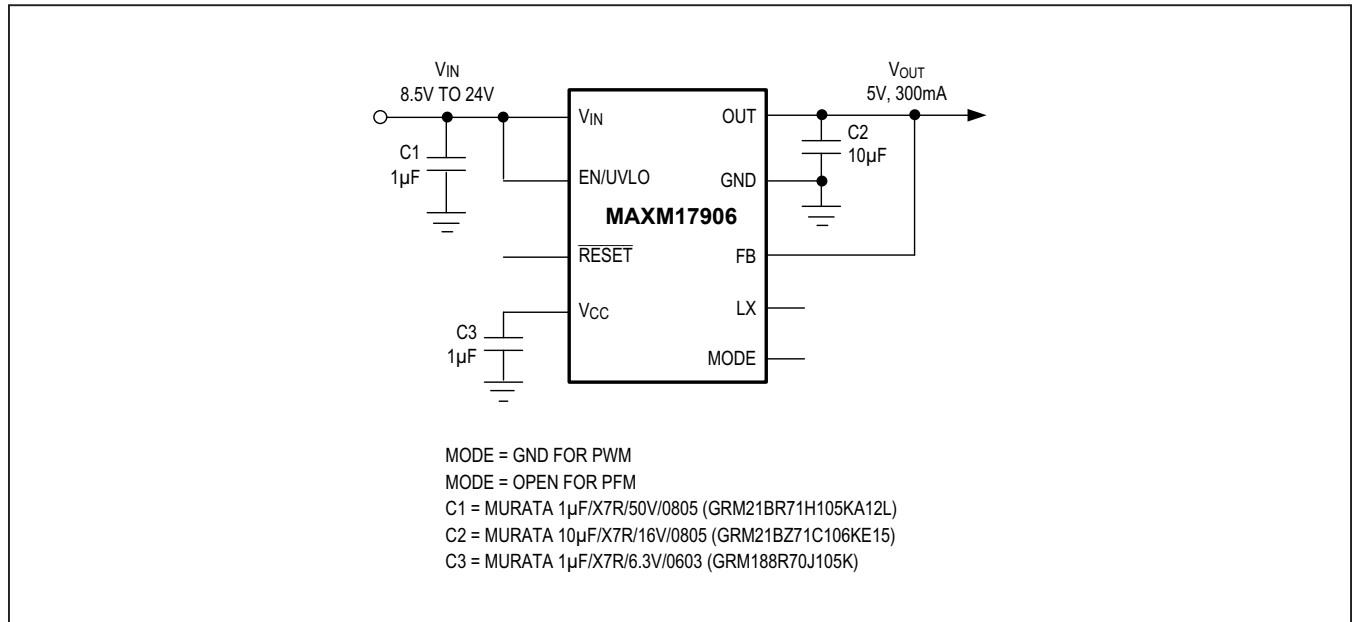 VIN
8.5V TO 24V
VOUT
5V, 300mA
VIN
OUT
C1
1µF
C2
10µF
EN/UVLO
GND
MAXM17906
RESET
FB
VCC
LX
C3
1µF
MODE
MODE = GND FOR PWM
MODE = OPEN FOR PFM
C1 = MURATA 1µF/X7R/50V/0805 (GRM21BR71H105KA12L)
C2 = MURATA 10µF/X7R/16V/0805 (GRM21BZ71C106KE15)
C3 = MURATA 1µF/X7R/6.3V/0603 (GRM188R70J105K)